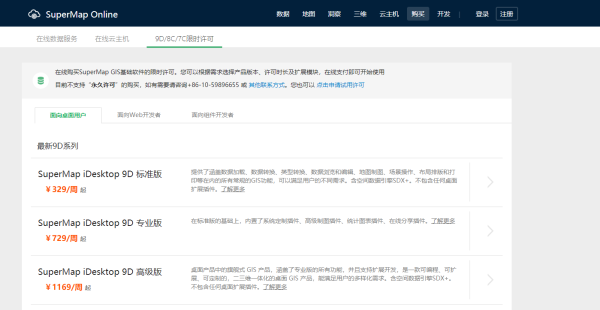 SuperMap Online
数据 地图 洞察 三维 云主机 购买 开发 | 登录 注册
在线数据服务 在线云主机 9D/8C/7C限时许可
在线购买SuperMap GIS基础软件的限时许可。您可以根据需求选择产品版本、许可时长及扩展模块，在线支付即可开始使用
目前不支持“永久许可”的购买，如有需要请咨询+86-10-59896655 或 其他联系方式。您也可以 点击申请试用许可
面向桌面用户 面向Web开发者 面向组件开发者
最新9D系列
SuperMap iDesktop 9D 标准版
¥ 329/周 起
提供了涵盖数据加载、数据转换、类型转换、数据浏览和编辑、地图制图、场景操作、布局排版和打
印等在内的所有常规的GIS功能，可以满足用户的不同需求。含空间数据引擎SDX+。不包含任何桌面
扩展插件。了解更多
SuperMap iDesktop 9D 专业版
¥ 729/周 起
在标准版的基础上，内置了系统定制插件、高级制图插件、统计图表插件、在线分享插件。了解更多
SuperMap iDesktop 9D 高级版
¥ 1169/周 起
桌面产品中的旗舰式 GIS 产品，涵盖了专业版的所有功能，并且支持扩展开发，是一款可编程、可扩
展、可定制的、二三维一体化的桌面 GIS 产品，能满足用户的多样化需求。含空间数据引擎SDX+。
不包含任何桌面扩展插件。了解更多